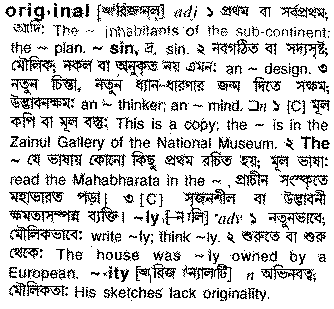 orig·inal [অরিজানল্] adj ১ প্রথম বা সর্বপ্রথম,
আদি: The ~ inhabitants of the sub-continent;
the ~ plan. ~ sin, দ্র. sin. ২ নবগঠিত বা সদ্যসৃষ্ট;
মৌলিক; নকল বা অনুকৃত নয় এমন: an ~ design. ৩
নতুন চিন্তা, নতুন ধ্যান-ধারণার জন্ম দিতে সক্ষম;
উদ্ভাবনক্ষম: an ~ thinker; an ~ mind. □n ১ [C] মূল
কপি বা মূল বস্তু: This is a copy; the ~ is in the
Zainul Gallery of the National Museum. ২ The
~ যে ভাষায় কোনো কিছু প্রথম রচিত হয়; মূল ভাষা:
read the Mahabharata in the ~, প্রাচীন সংস্কৃতে
মহাভারত পড়া। ৩ [C] সৃজনশীল বা উদ্ভাবনী
ক্ষমতাসম্পন্ন ব্যক্তি। ~ly [–নালি] adv ১ নতুনভাবে;
মৌলিকভাবে: write ~ly; think ~ly. ২ শুরুতে বা শুরু
থেকে: The house was ~ly owned by a
European. ~·ity [অরিজিন্যালাটি] n অভিনবত্ব;
মৌলিকতা: His sketches lack originality.